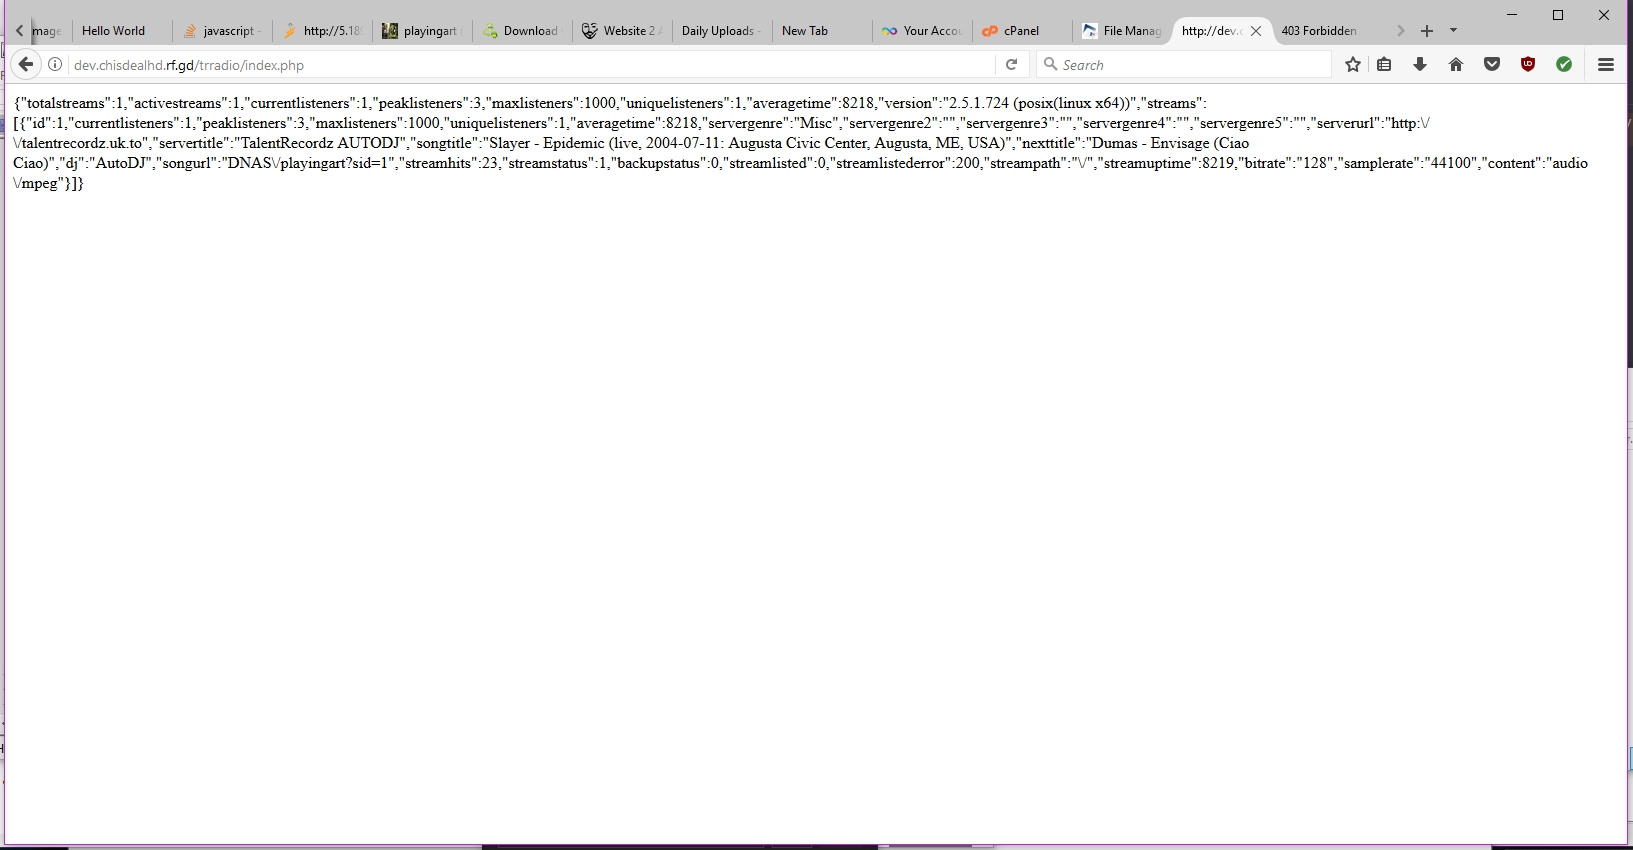 mage Hello World javascript - http://5.18 playingart Download Website 2 Daily Uploads - New Tab Your Accou cPanel File Manag http://dev.c 403 Forbidden
dev.chisdealhd.rf.gd/trradio/index.php Search
{"totalstreams":1,"activestreams":1,"currentlisteners":1,"peaklisteners":3,"maxlisteners":1000,"uniquelisteners":1,"averagetime":8218,"version":"2.5.1.724 (posix(linux x64))","streams":
[{"id":1,"currentlisteners":1,"peaklisteners":3,"maxlisteners":1000,"uniquelisteners":1,"averagetime":8218,"servergenre":"Misc","servergenre2":"","servergenre3":"","servergenre4":"","servergenre5":"","serverurl":"http:\/
\/talentrecordz.uk.to","servertitle":"TalentRecordz AUTODJ","songtitle":"Slayer - Epidemic (live, 2004-07-11: Augusta Civic Center, Augusta, ME, USA)","nexttitle":"Dumas - Envisage (Ciao
Ciao)","dj":"AutoDJ","songurl":"DNAS\/playingart?sid=1","streamhits":23,"streamstatus":1,"backupstatus":0,"streamlisted":0,"streamlistederror":200,"streampath":"\/","streamuptime":8219,"bitrate":"128","samplerate":"44100","content":"audio
\/mpeg"}]}